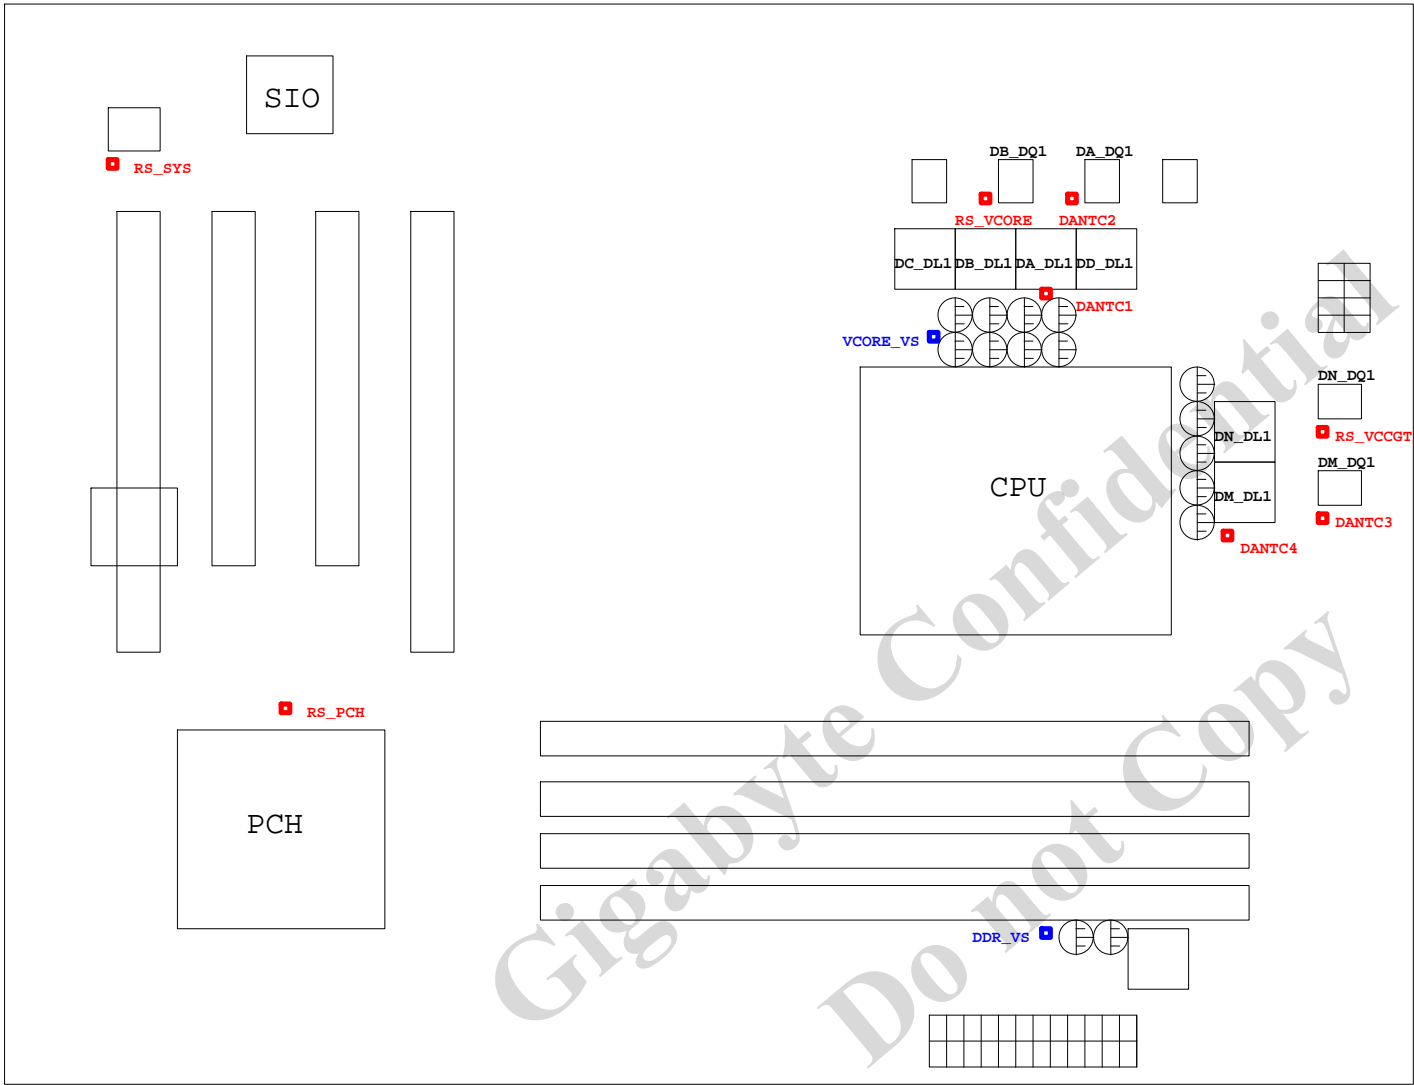 SIO
RS_SYS
DB_DQ1
DA_DQ1
RS_VCORE
DANTC2
DC_DL1
DB_DL1
DA_DL1
DD_DL1
DANTC1
VCORE_VS
DN_DQ1
RS_VCCGT
DN_DL1
DM_DQ1
CPU
DM_DL1
DANTC3
DANTC4
RS_PCH
PCH
DDR_VS
Gigabyte Confidential
Do not Copy